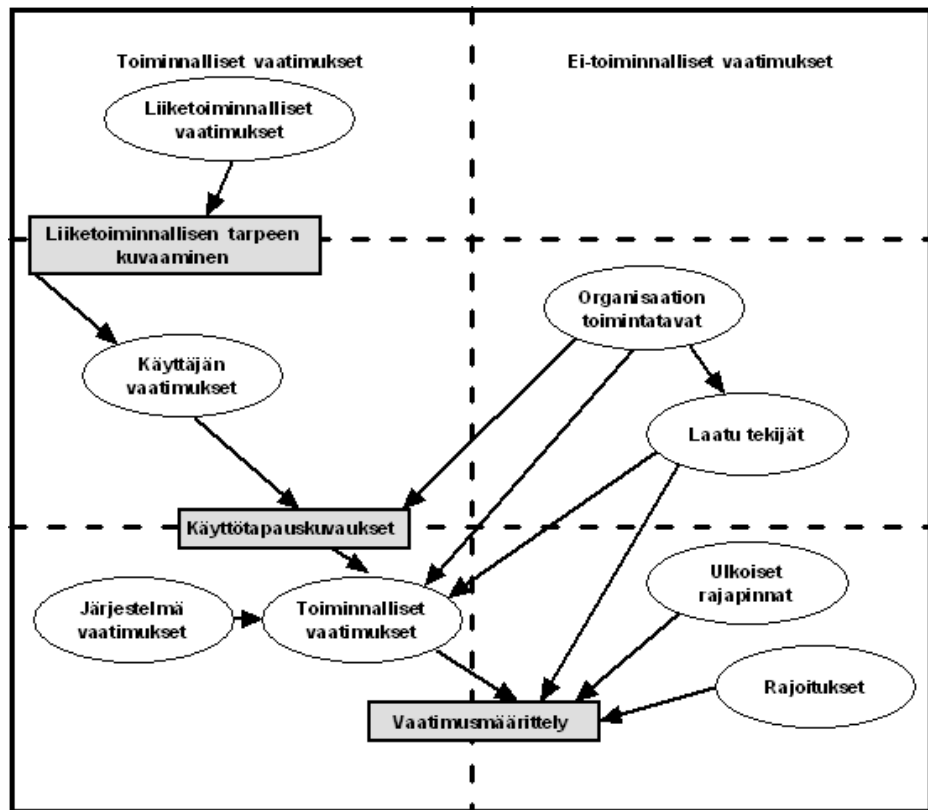 Toiminnalliset vaatimukset
Ei-toiminnalliset vaatimukset
Liiketoiminnalliset
vaatimukset
Liiketoiminnallisen tarpeen
kuvaaminen
Organisaation
toimintatavat
Käyttäjän
vaatimukset
Laatu tekijät
Käyttötapauskuvaukset
Ulkoiset
rajapinnat
Järjestelmä
vaatimukset
Toiminnalliset
vaatimukset
Rajoitukset
Vaatimusmäärittely